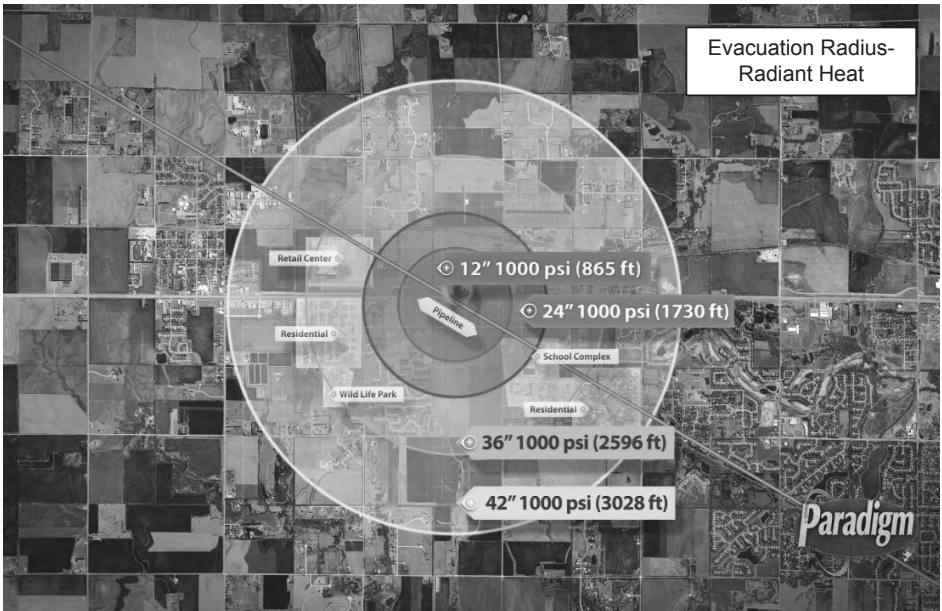 Evacuation Radius-
Radiant Heat
Retail Center
12” 1000 psi (865 ft)
24” 1000 psi (1730 ft)
Pipeline
Residential
School Complex
Wild Life Park
Residential
36” 1000 psi (2596 ft)
42” 1000 psi (3028 ft)
Paradigm